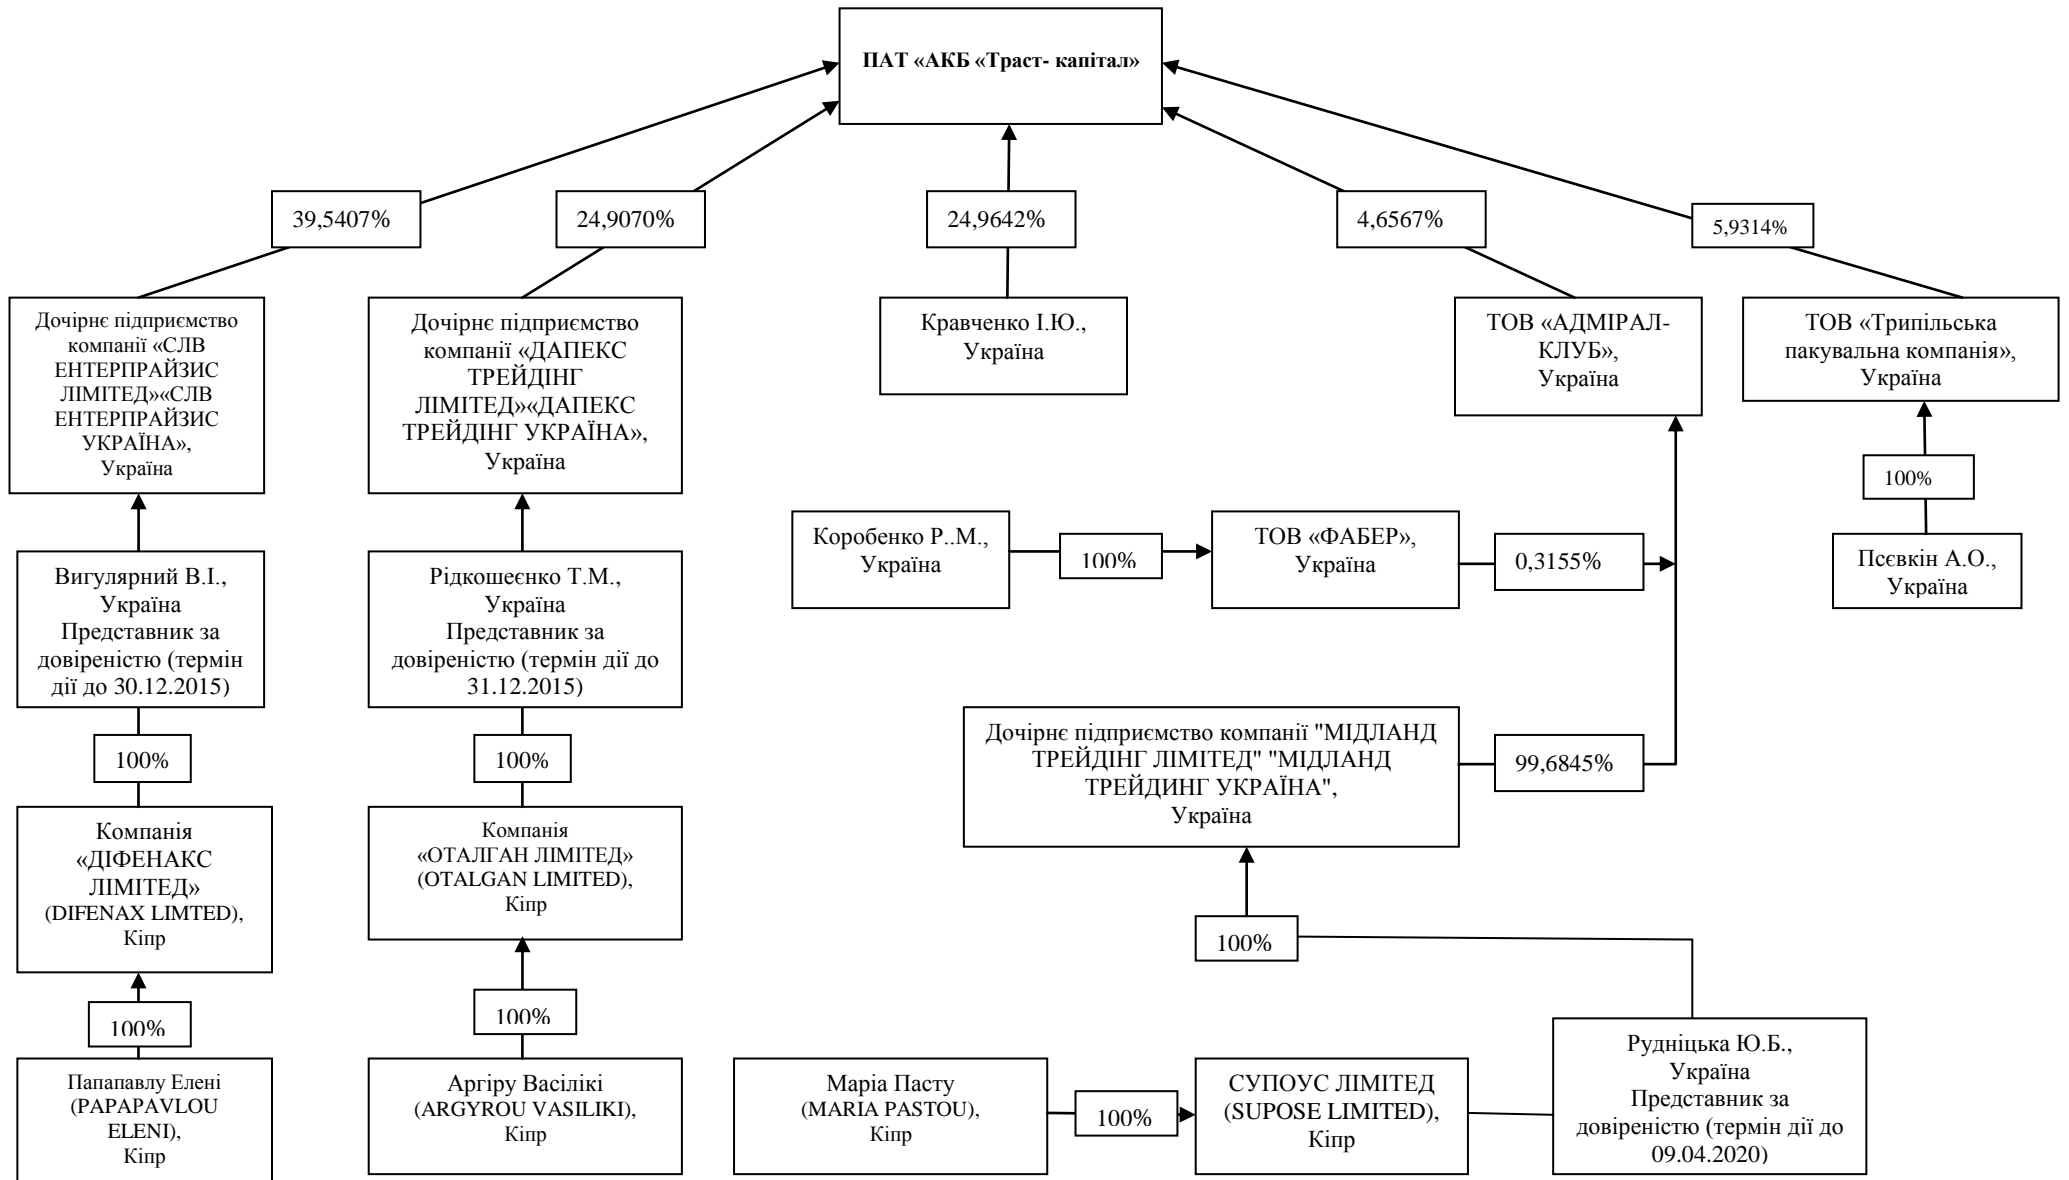 ПАТ «АКБ «Траст- капітал»
39,5407%
24,9070%
24,9642%
4,6567%
5,9314%
Дочірнє підприємство
компанії «СЛВ
ЕНТЕРПРАЙЗИС
ЛІМІТЕД»«СЛВ
ЕНТЕРПРАЙЗИС
УКРАЇНА»,
Україна
Дочірнє підприємство
компанії «ДАПЕКС
ТРЕЙДІНГ
ЛІМІТЕД»«ДАПЕКС
ТРЕЙДІНГ УКРАЇНА»,
Україна
Кравченко І.Ю.,
Україна
ТОВ «АДМІРАЛ-
КЛУБ»,
Україна
ТОВ «Трипільська
пакувальна компанія»,
Україна
100%
Вигулярний В.І.,
Україна
Представник за
довіреністю (термін
дії до 30.12.2015)
Рідкошеєнко Т.М.,
Україна
Представник за
довіреністю (термін дії до
31.12.2015)
Коробенко Р..М.,
Україна
100%
ТОВ «ФАБЕР»,
Україна
0,3155%
Псєвкін А.О.,
Україна
100%
100%
Дочірнє підприємство компанії "МІДЛАНД
ТРЕЙДІНГ ЛІМІТЕД" "МІДЛАНД
ТРЕЙДИНГ УКРАЇНА",
Україна
99,6845%
Компанія
«ДІФЕНАКС
ЛІМІТЕД»
(DIFENAX LIMTED),
Кіпр
Компанія
«ОТАЛГАН ЛІМІТЕД»
(OTALGAN LIMITED),
Кіпр
100%
100%
100%
Папапавлу Елені
(PAPAPAVLOU
ELENI),
Кіпр
Аргіру Васілікі
(ARGYROU VASILIKI),
Кіпр
Маріа Пасту
(MARIA PASTOU),
Кіпр
100%
СУПОУС ЛІМІТЕД
(SUPOSE LIMITED),
Кіпр
Рудніцька Ю.Б.,
Україна
Представник за
довіреністю (термін дії до
09.04.2020)